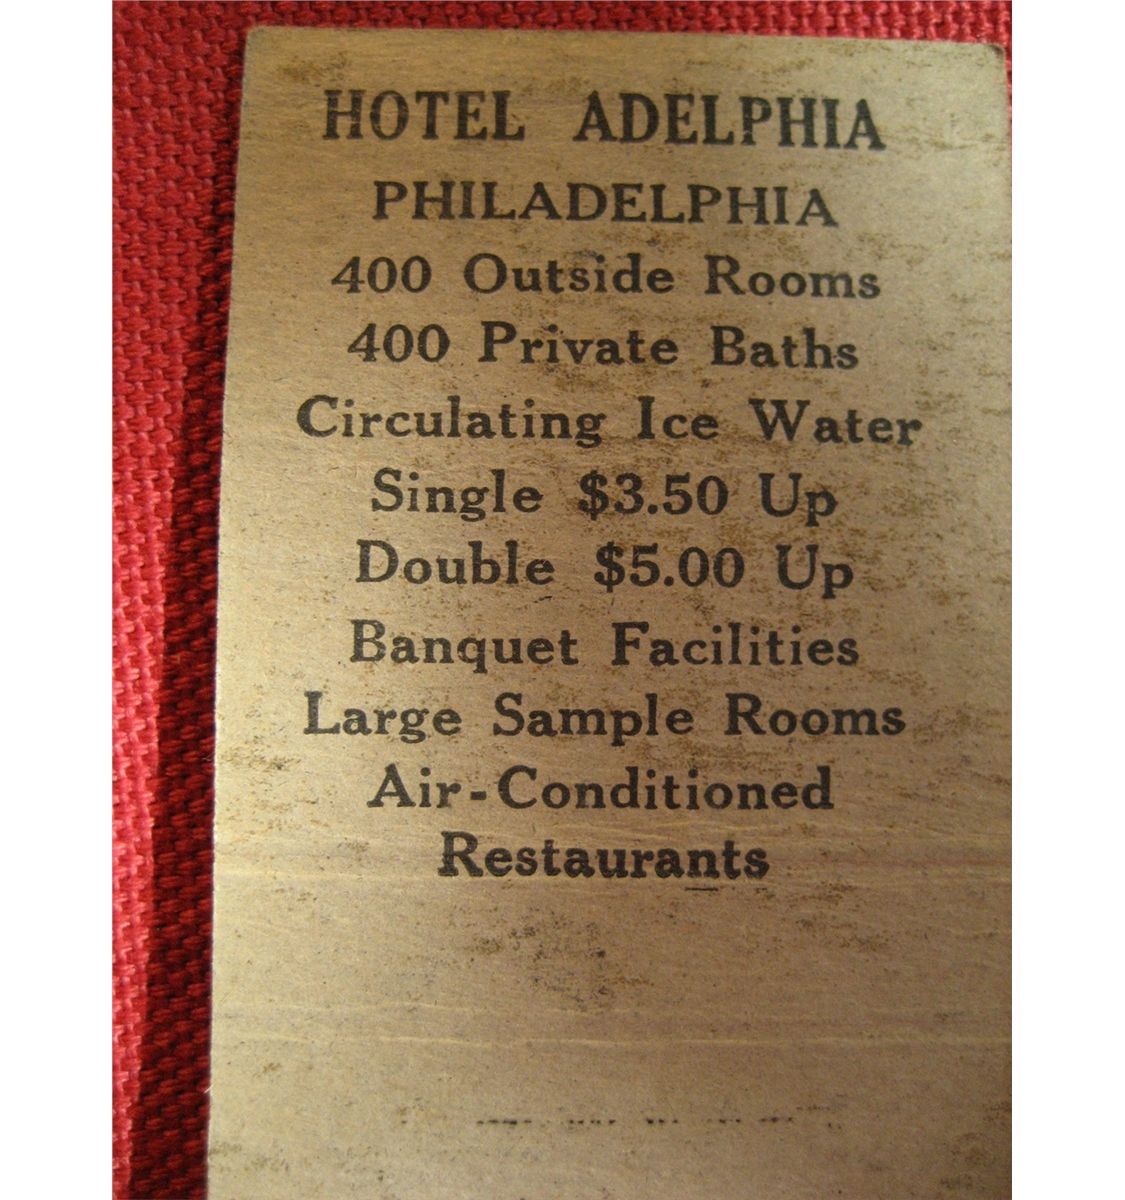 HOTEL ADELPHIA
PHILADELPHIA
400 Outside Rooms
400 Private Baths
Circulating Ice Water
Single $3.50 Up
Double $5.00 Up
Banquet Facilities
Large Sample Rooms
Air-Conditioned
Restaurants